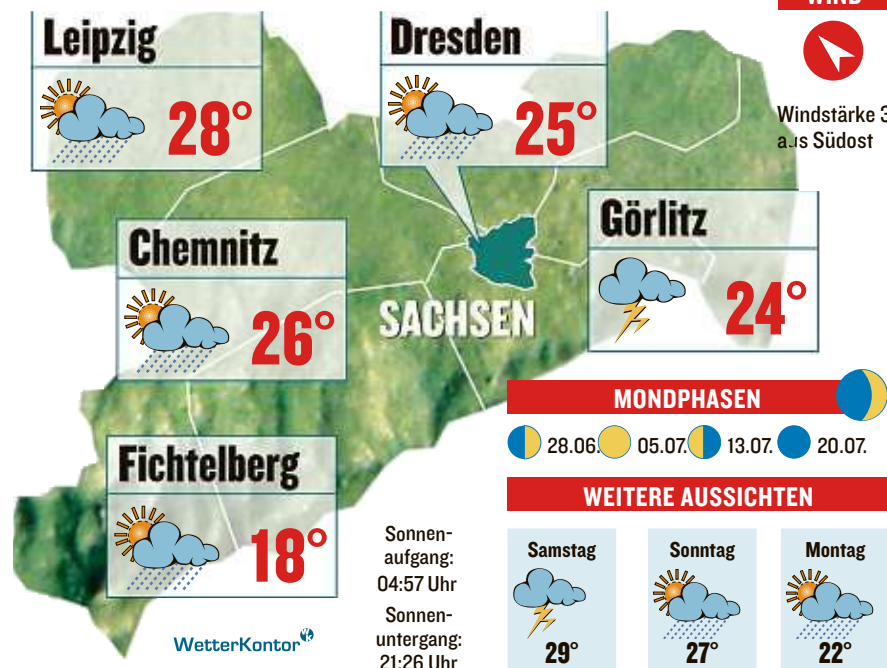 WIND
Windstärke 3
aus Südost
Leipzig
28°
Dresden
25°
Chemnitz
26°
Görlitz
24°
SACHSEN
Fichtelberg
18°
WetterKontor
Sonnen-
aufgang:
04:57 Uhr
Sonnen-
untergang:
21:26 Uhr
MONDPHASEN
28.06. 05.07. 13.07. 20.07.
WEITERE AUSSICHTEN
Samstag
29°
Sonntag
27°
Montag
22°